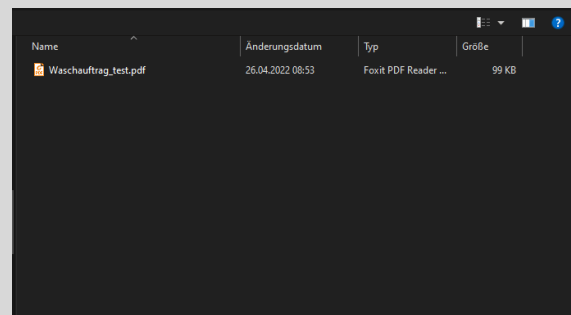 Name Änderungsdatum Typ Größe
Waschauftrag_test.pdf 26.04.2022 08:53 Foxit PDF Reader ... 99 KB